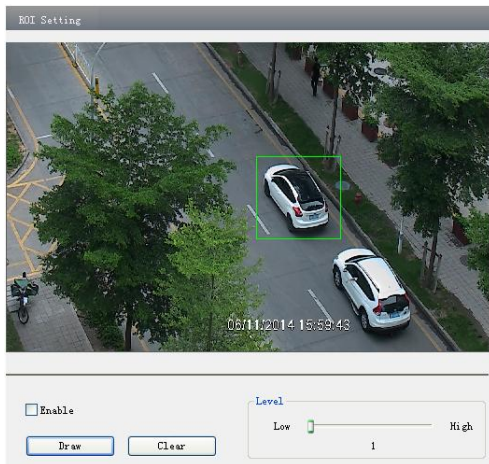 ROI Setting
06/11/2014 15:59:43
Enable
Level
Low
High
1
Draw
Clear